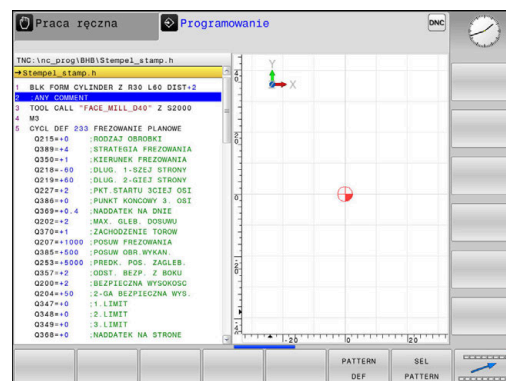 Praca ręczna
Programowanie
DNC
TNC:\nc_prog\BHB\Stempel_stamp.h
→Stempel_stamp.h
1 BLK FORM CYLINDER Z R30 L60 DIST+2
2 ;ANY COMMENT
3 TOOL CALL "FACE_MILL_D40" Z S2000
4 M3
5 CYCL DEF 233 FREZOWANIE PLANOWE
Q215=+0 ;RODZAJ OBROBKI
Q389=+4 ;STRATEGIA FREZOWANIA
Q350=+1 ;KIERUNEK FREZOWANIA
Q218=-60 ;DLUG. 1-SZEJ STRONY
Q219=+60 ;DLUG. 2-GIEJ STRONY
Q227=+2 ;PKT.STARTU 3CIEJ OSI
Q386=+0 ;PUNKT KONCOWY 3. OSI
Q369=+0.4 ;NADDATEK NA DNIE
Q202=+2 ;MAX. GLEB. DOSUWU
Q370=+1 ;ZACHODZENIE TOROW
Q207=+1000 ;POSUW FREZOWANIA
Q385=+500 ;POSUW OBR.WYKAN.
Q253=+5000 ;PREDK. POS. ZAGLEB.
Q357=+2 ;ODST. BEZP. Z BOKU
Q200=+2 ;BEZPIECZNA WYSOKOSC
Q204=+50 ;2-GA BEZPIECZNA WYS.
Q347=+0 ;1.LIMIT
Q348=+0 ;2.LIMIT
Q349=+0 ;3.LIMIT
Q368=+0 ;NADDATEK NA STRONE
Y
X
-20 0 20
PATTERN
DEF
SEL
PATTERN